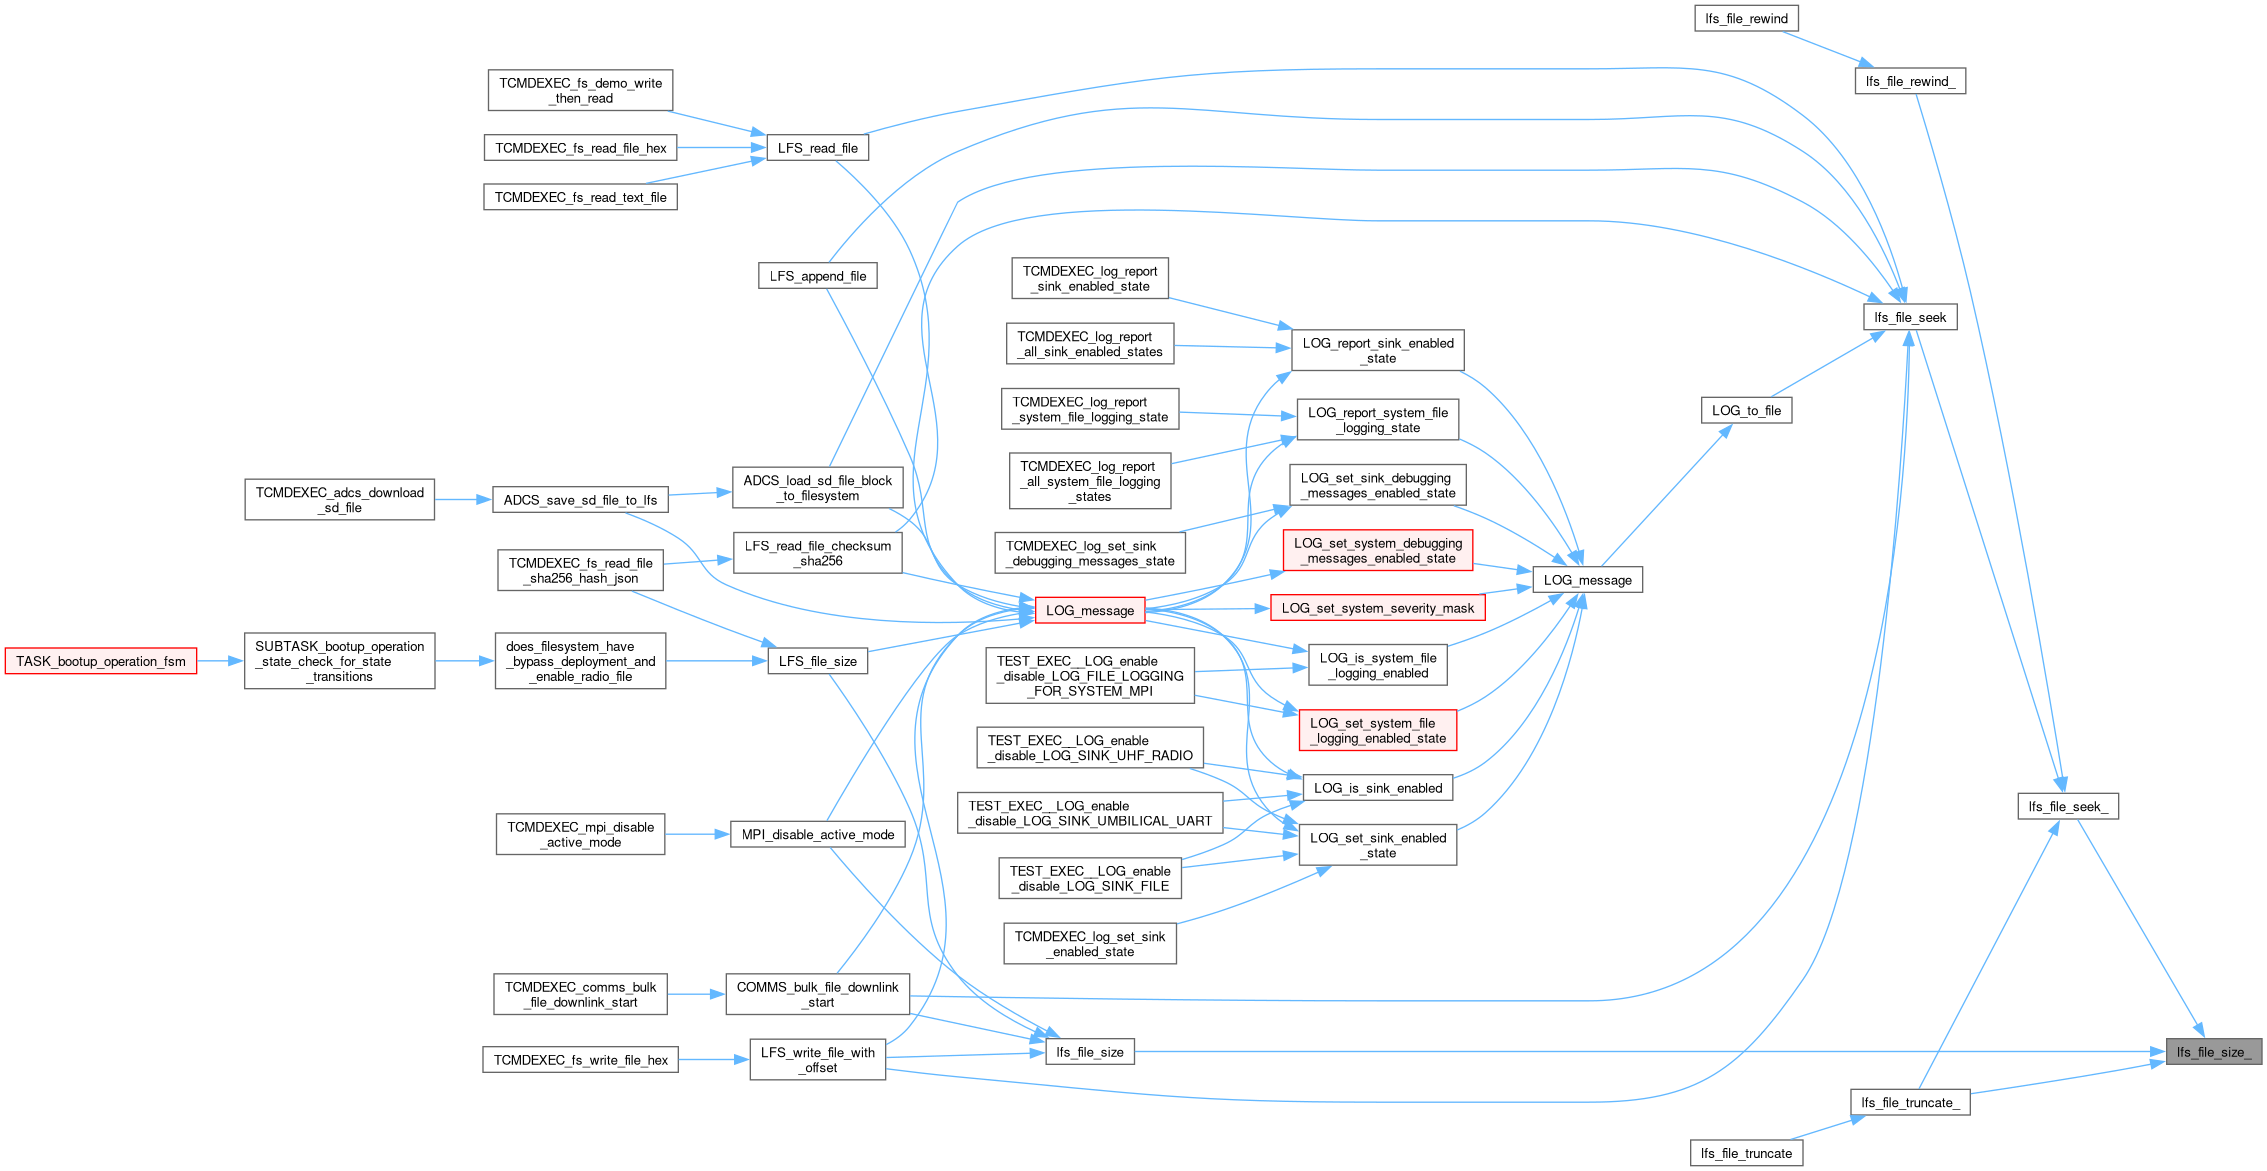 lfs_file_rewind
lfs_file_rewind_
TCMDEXEC_fs_demo_write
_then_read
TCMDEXEC_fs_read_file_hex
LFS_read_file
TCMDEXEC_fs_read_text_file
LFS_append_file
TCMDEXEC_log_report
_sink_enabled_state
lfs_file_seek
TCMDEXEC_log_report
_all_sink_enabled_states
LOG_report_sink_enabled
_state
TCMDEXEC_log_report
_system_file_logging_state
LOG_report_system_file
_logging_state
LOG_to_file
TCMDEXEC_log_report
_all_system_file_logging
_states
LOG_set_sink_debugging
_messages_enabled_state
TCMDEXEC_adcs_download
_sd_file
ADCS_save_sd_file_to_lfs
ADCS_load_sd_file_block
_to_filesystem
TCMDEXEC_log_set_sink
_debugging_messages_state
LOG_set_system_debugging
_messages_enabled_state
LFS_read_file_checksum
_sha256
TCMDEXEC_fs_read_file
_sha256_hash_json
LOG_message
LOG_message
LOG_set_system_severity_mask
TASK_bootup_operation_fsm
SUBTASK_bootup_operation
_state_check_for_state
_transitions
does_filesystem_have
_bypass_deployment_and
_enable_radio_file
LFS_file_size
TEST_EXEC__LOG_enable
_disable_LOG_FILE_LOGGING
_FOR_SYSTEM_MPI
LOG_is_system_file
_logging_enabled
LOG_set_system_file
_logging_enabled_state
TEST_EXEC__LOG_enable
_disable_LOG_SINK_UHF_RADIO
LOG_is_sink_enabled
TEST_EXEC__LOG_enable
_disable_LOG_SINK_UMBILICAL_UART
lfs_file_seek_
TCMDEXEC_mpi_disable
_active_mode
MPI_disable_active_mode
LOG_set_sink_enabled
_state
TEST_EXEC__LOG_enable
_disable_LOG_SINK_FILE
TCMDEXEC_log_set_sink
_enabled_state
TCMDEXEC_comms_bulk
_file_downlink_start
COMMS_bulk_file_downlink
_start
TCMDEXEC_fs_write_file_hex
LFS_write_file_with
_offset
lfs_file_size
lfs_file_size_
lfs_file_truncate_
lfs_file_truncate